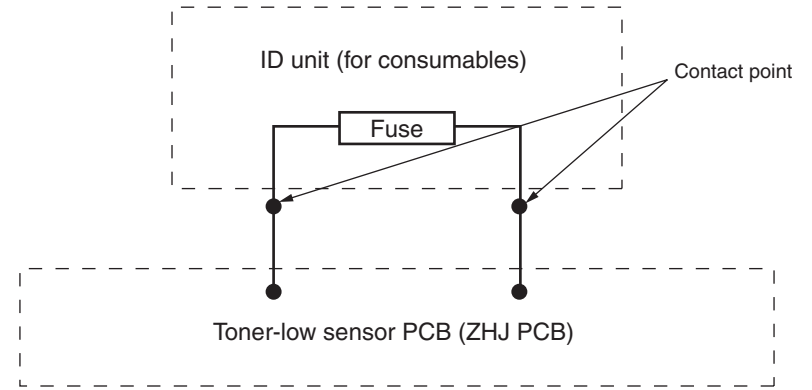 ID unit (for consumables)
Contact point
Fuse
Toner-low sensor PCB (ZHJ PCB)